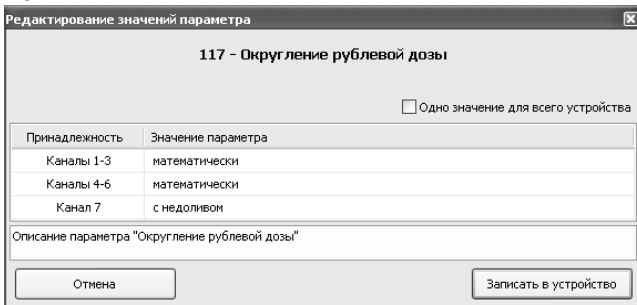 Редактирование значений параметра
117 - Округление рублевой дозы
Одно значение для всего устройства
Принадлежность Значение параметра
Каналы 1-3 математически
Каналы 4-6 математически
Канал 7 с недоливом
Описание параметра "Округление рублевой дозы"
Отмена Записать в устройство